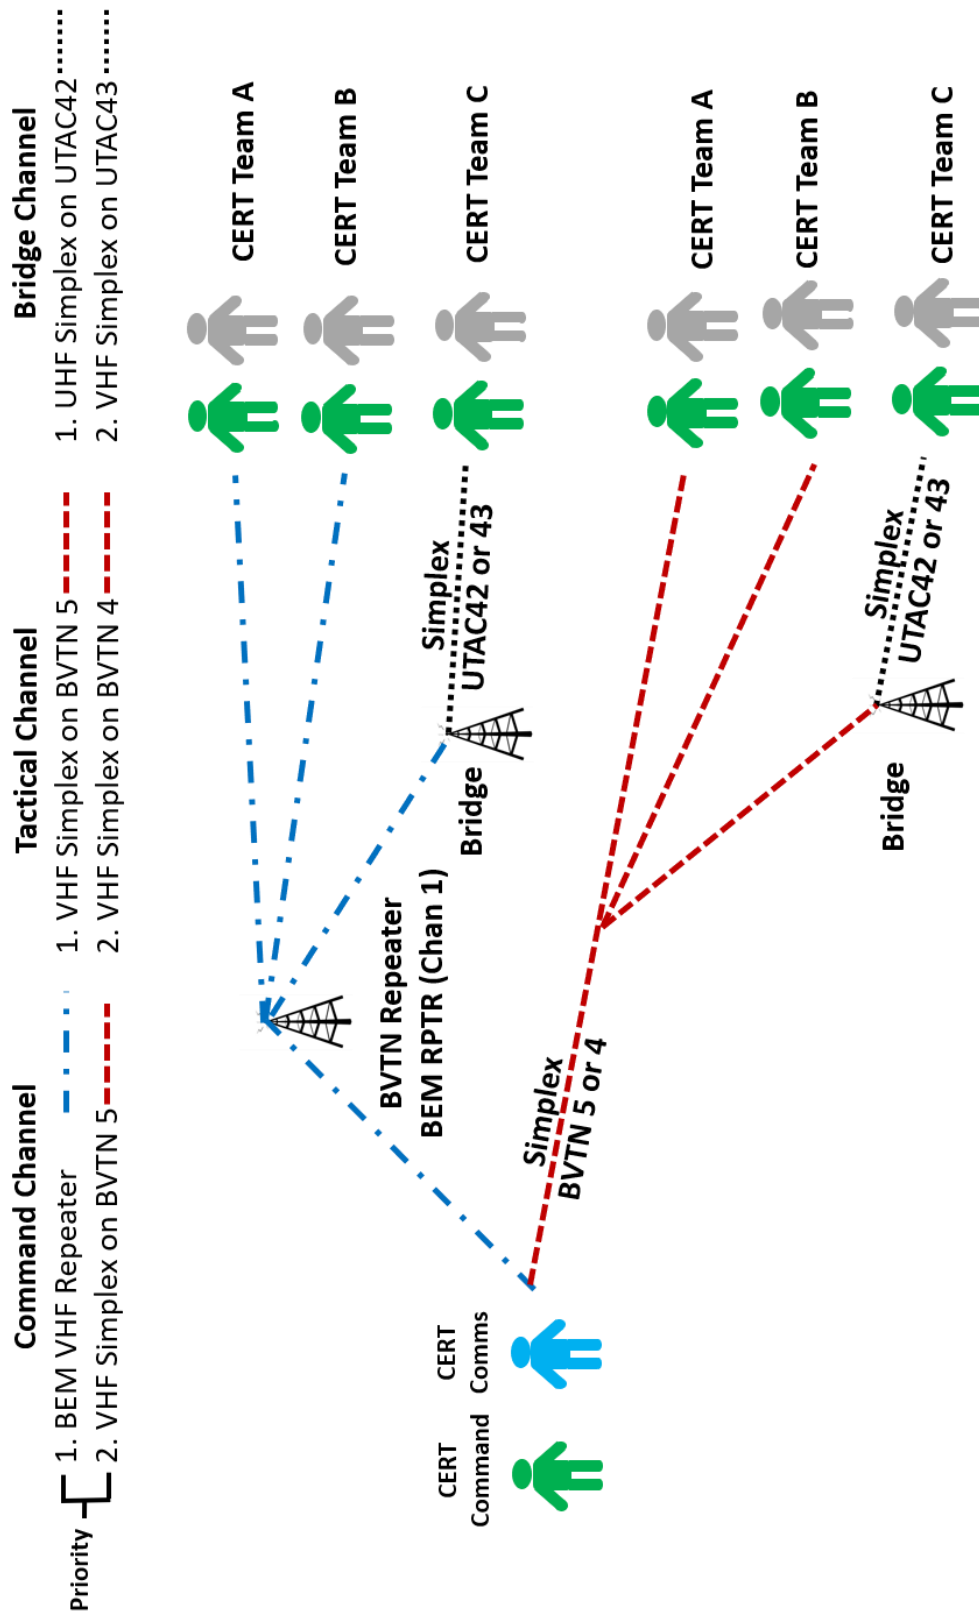 Command Channel
Priority
1. BEM VHF Repeater
2. VHF Simplex on BVTN 5
Tactical Channel
1. VHF Simplex on BVTN 5
2. VHF Simplex on BVTN 4
Bridge Channel
1. UHF Simplex on UTAC42
2. VHF Simplex on UTAC43
CERT Team A
CERT Team B
CERT Team C
Simplex
UTAC42 or 43
Bridge
BVTN Repeater
BEM RPTR (Chan 1)
CERT
Command
CERT
Comms
Simplex
BVTN 5 or 4
CERT Team A
CERT Team B
CERT Team C
Simplex
UTAC42 or 43
Bridge